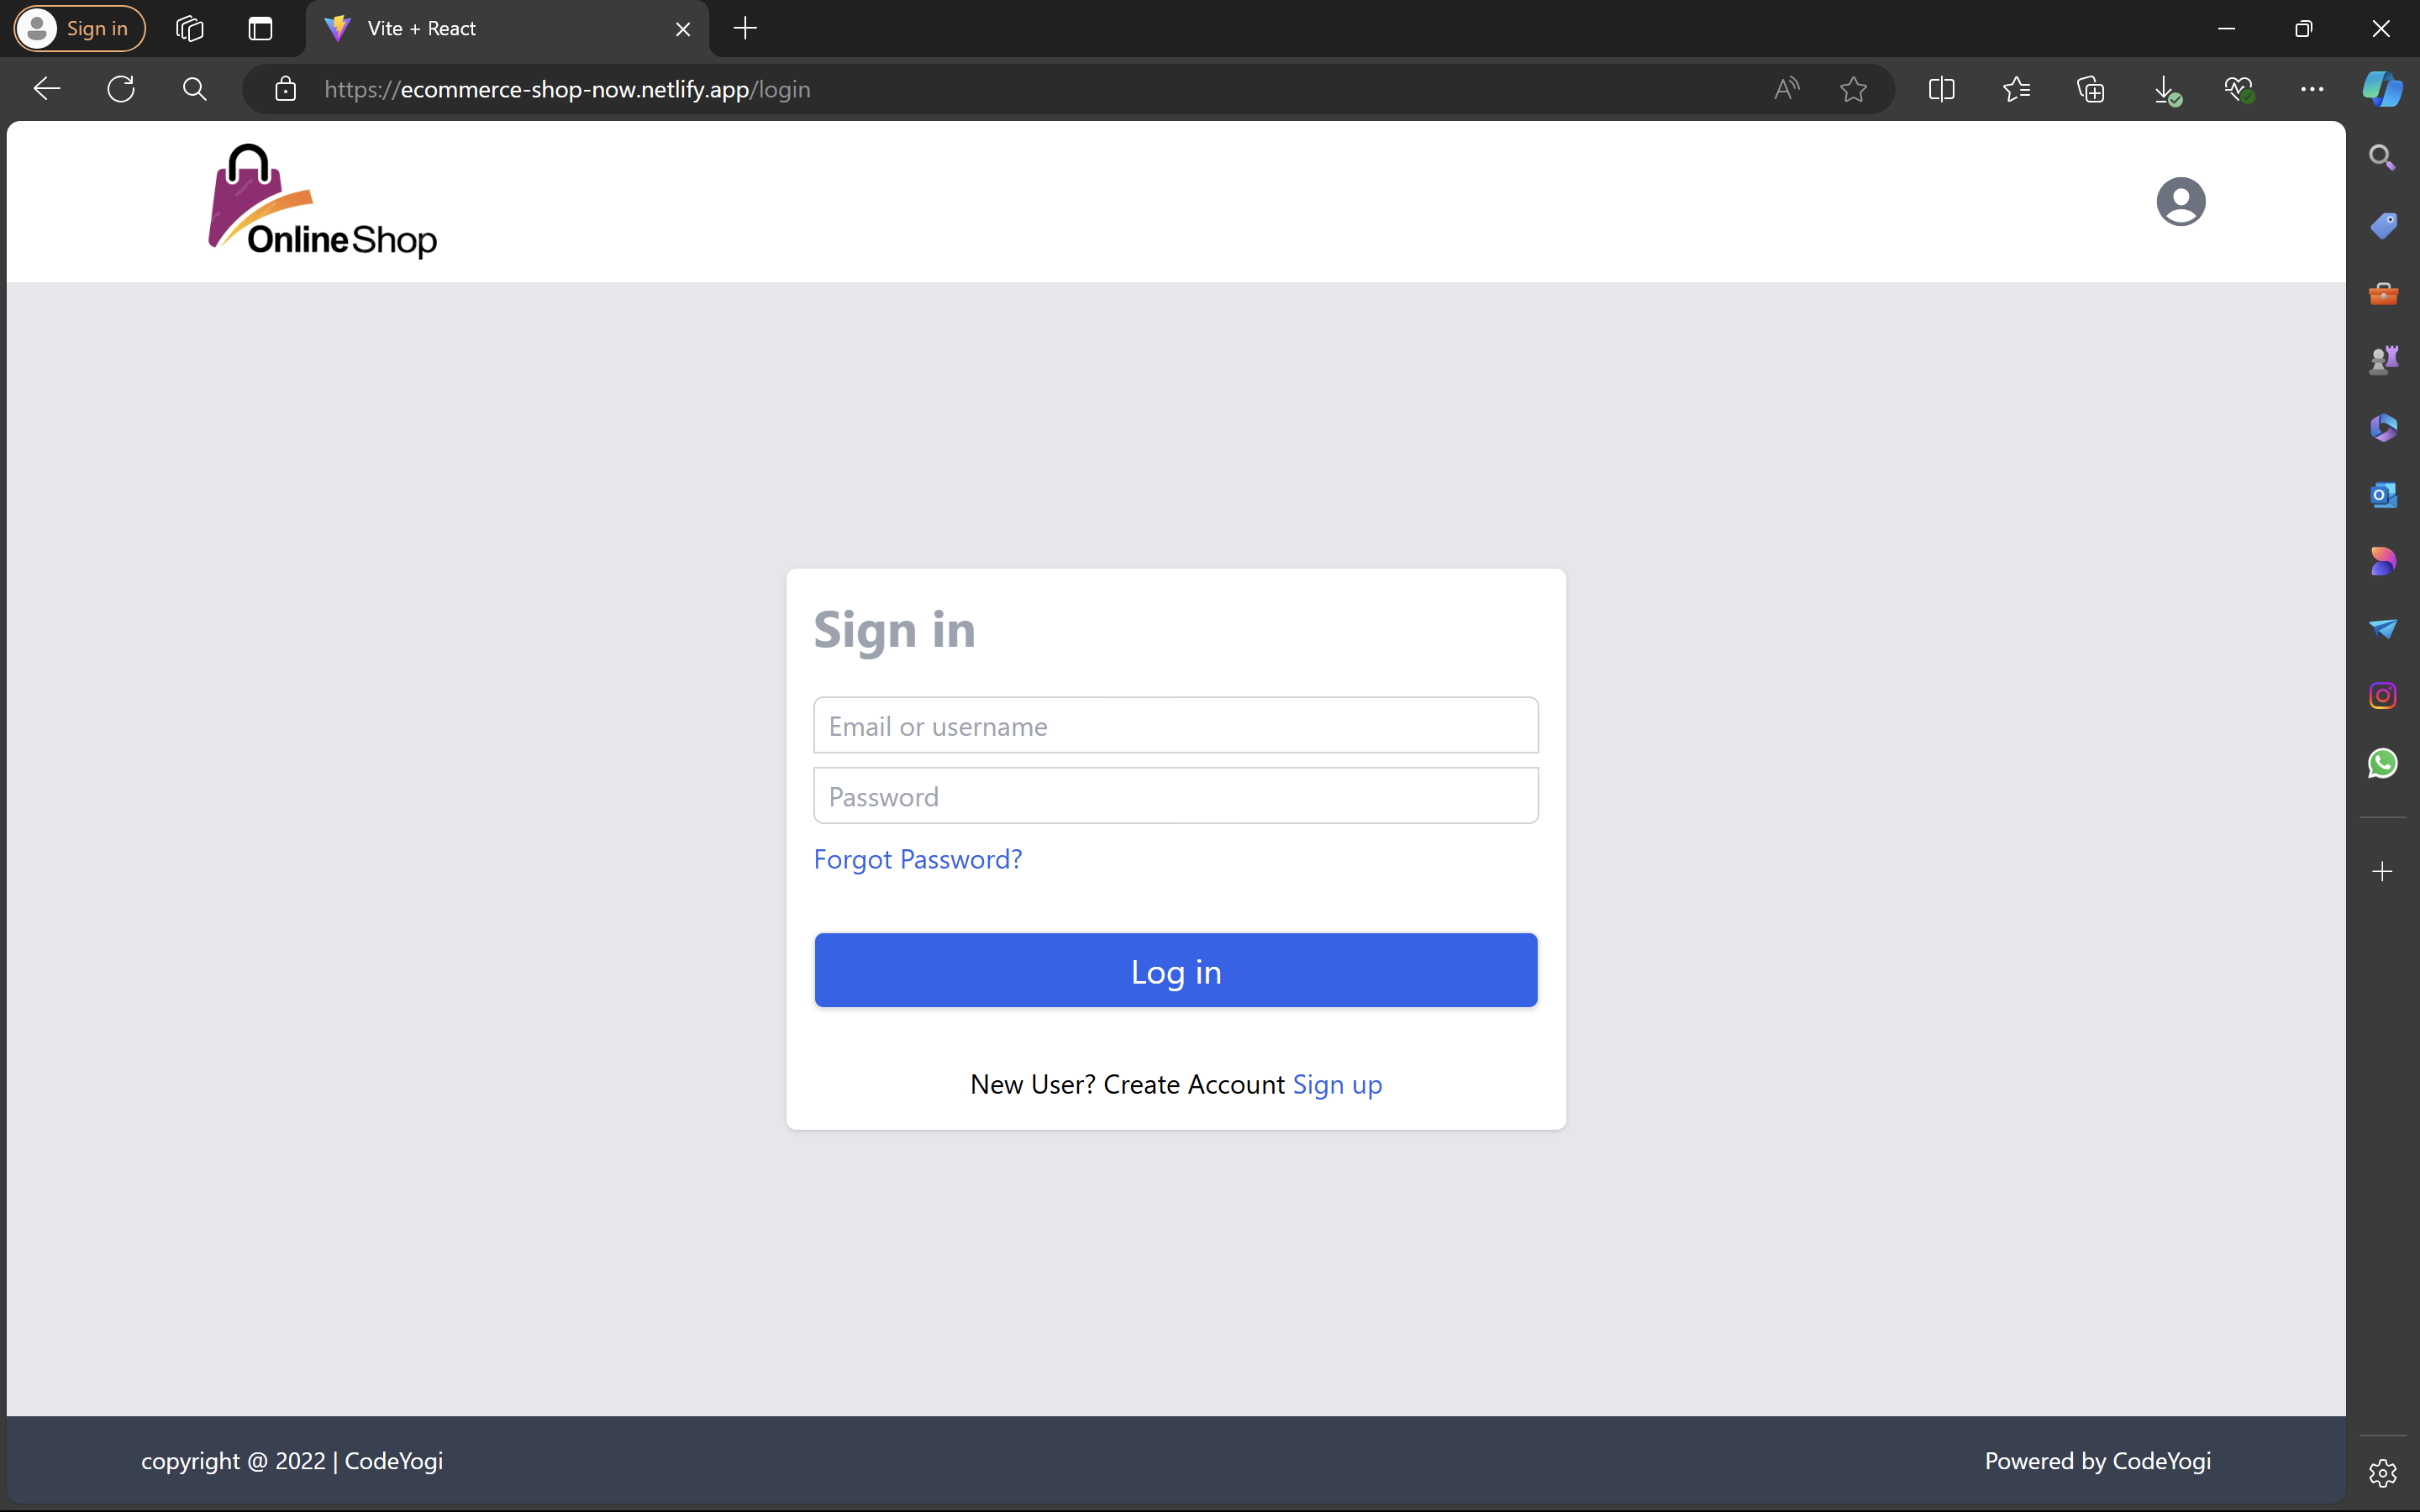 Sign in
Vite + React
https://ecommerce-shop-now.netlify.app/login
OnlineShop
Sign in
Email or username
Password
Forgot Password?
Log in
New User? Create Account Sign up
copyright @ 2022 | CodeYogi
Powered by CodeYogi